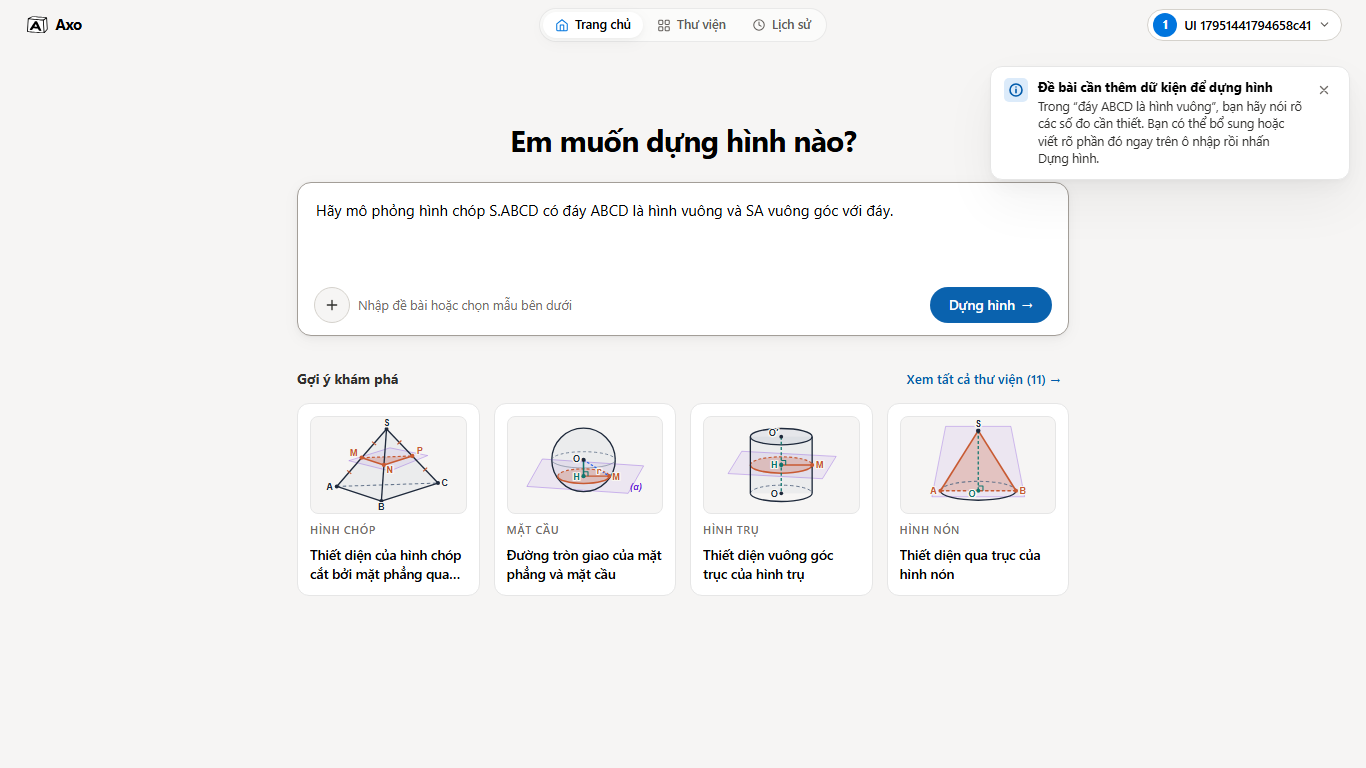 Axo
Trang chủ
Thư viện
Lịch sử
1
UI 17951441794658c41
Đề bài cần thêm dữ kiện để dựng hình
Trong “đáy ABCD là hình vuông”, bạn hãy nói rõ
các số đo cần thiết. Bạn có thể bổ sung hoặc
viết rõ phần đó ngay trên ô nhập rồi nhấn
Dựng hình.
Em muốn dựng hình nào?
Hãy mô phỏng hình chóp S.ABCD có đáy ABCD là hình vuông và SA vuông góc với đáy.
Nhập đề bài hoặc chọn mẫu bên dưới
Dựng hình →
Gợi ý khám phá
Xem tất cả thư viện (11) →
S
M
P
N
A
C
B
HÌNH CHÓP
Thiết diện của hình chóp
cắt bởi mặt phẳng qua...
O
r
H
M
(α)
MẶT CẦU
Đường tròn giao của mặt
phẳng và mặt cầu
O'
H
M
O
HÌNH TRỤ
Thiết diện vuông góc
trục của hình trụ
S
A
O
B
HÌNH NÓN
Thiết diện qua trục của
hình nón